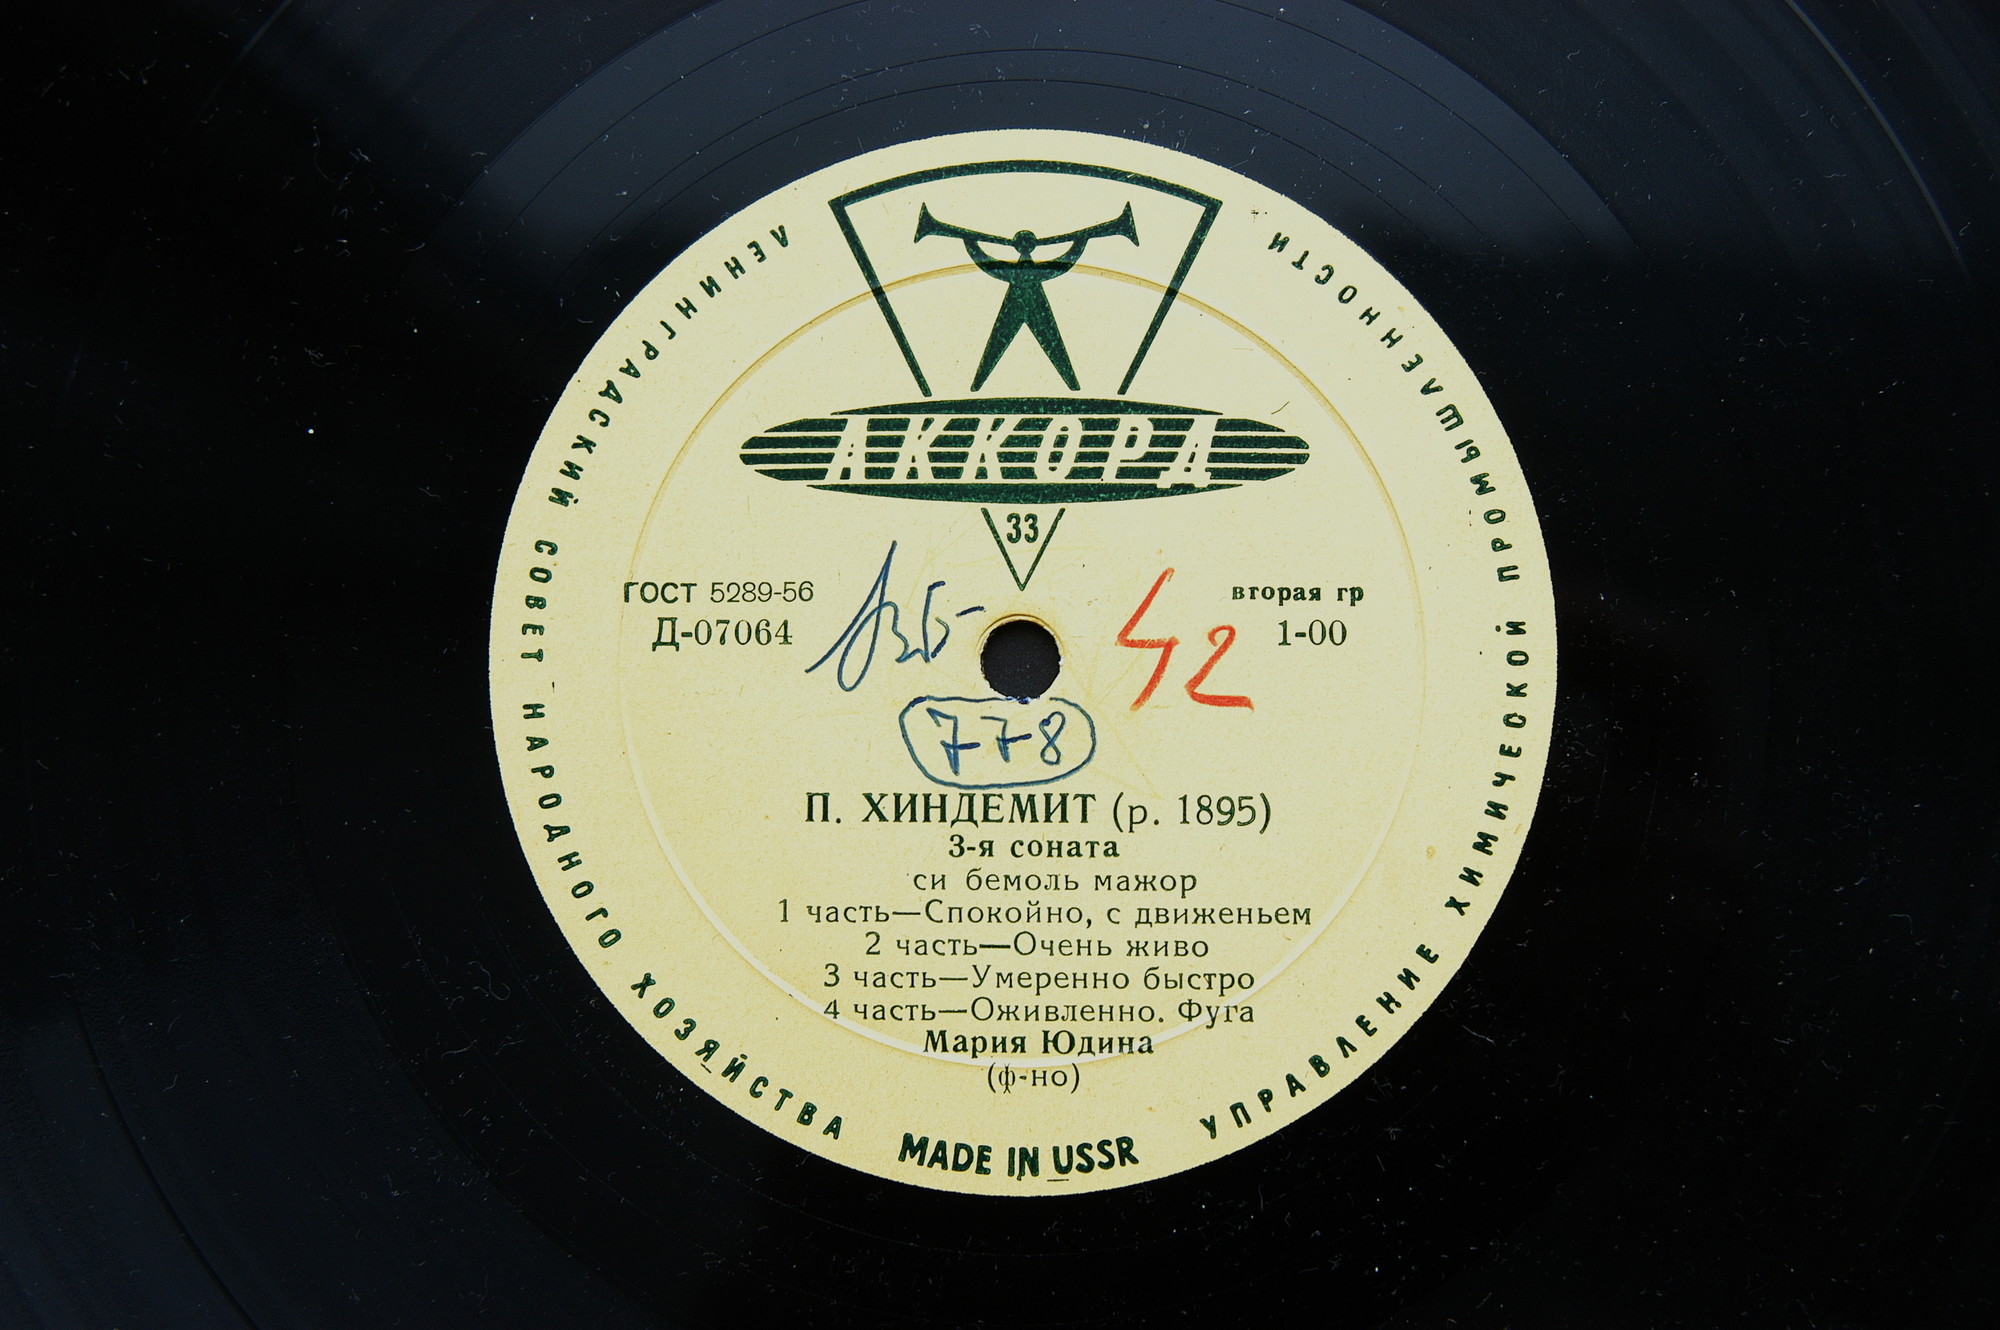 ЛЕНИНГРАДСКИЙ СОВЕТ НАРОДНОГО ХОЗЯЙСТВА
УПРАВЛЕНИЕ ХИМИЧЕСКОЙ ПРОМЫШЛЕННОСТИ
АККОРД
33
ГОСТ 5289-56
Д-07064
вторая гр
1-00
42
778
П. ХИНДЕМИТ (р. 1895)
3-я соната
си бемоль мажор
1 часть—Спокойно, с движеньем
2 часть—Очень живо
3 часть—Умеренно быстро
4 часть—Оживленно. Фуга
Мария Юдина
(ф-но)
MADE IN USSR